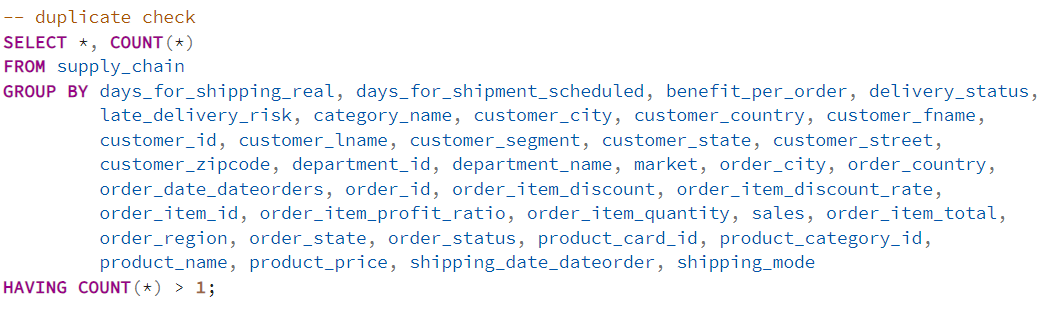 -- duplicate check
SELECT *, COUNT(*)
FROM supply_chain
GROUP BY days_for_shipping_real, days_for_shipment_scheduled, benefit_per_order, delivery_status,
late_delivery_risk, category_name, customer_city, customer_country, customer_fname,
customer_id, customer_lname, customer_segment, customer_state, customer_street,
customer_zipcode, department_id, department_name, market, order_city, order_country,
order_date_dateorders, order_id, order_item_discount, order_item_discount_rate,
order_item_id, order_item_profit_ratio, order_item_quantity, sales, order_item_total,
order_region, order_state, order_status, product_card_id, product_category_id,
product_name, product_price, shipping_date_dateorder, shipping_mode
HAVING COUNT(*) > 1;